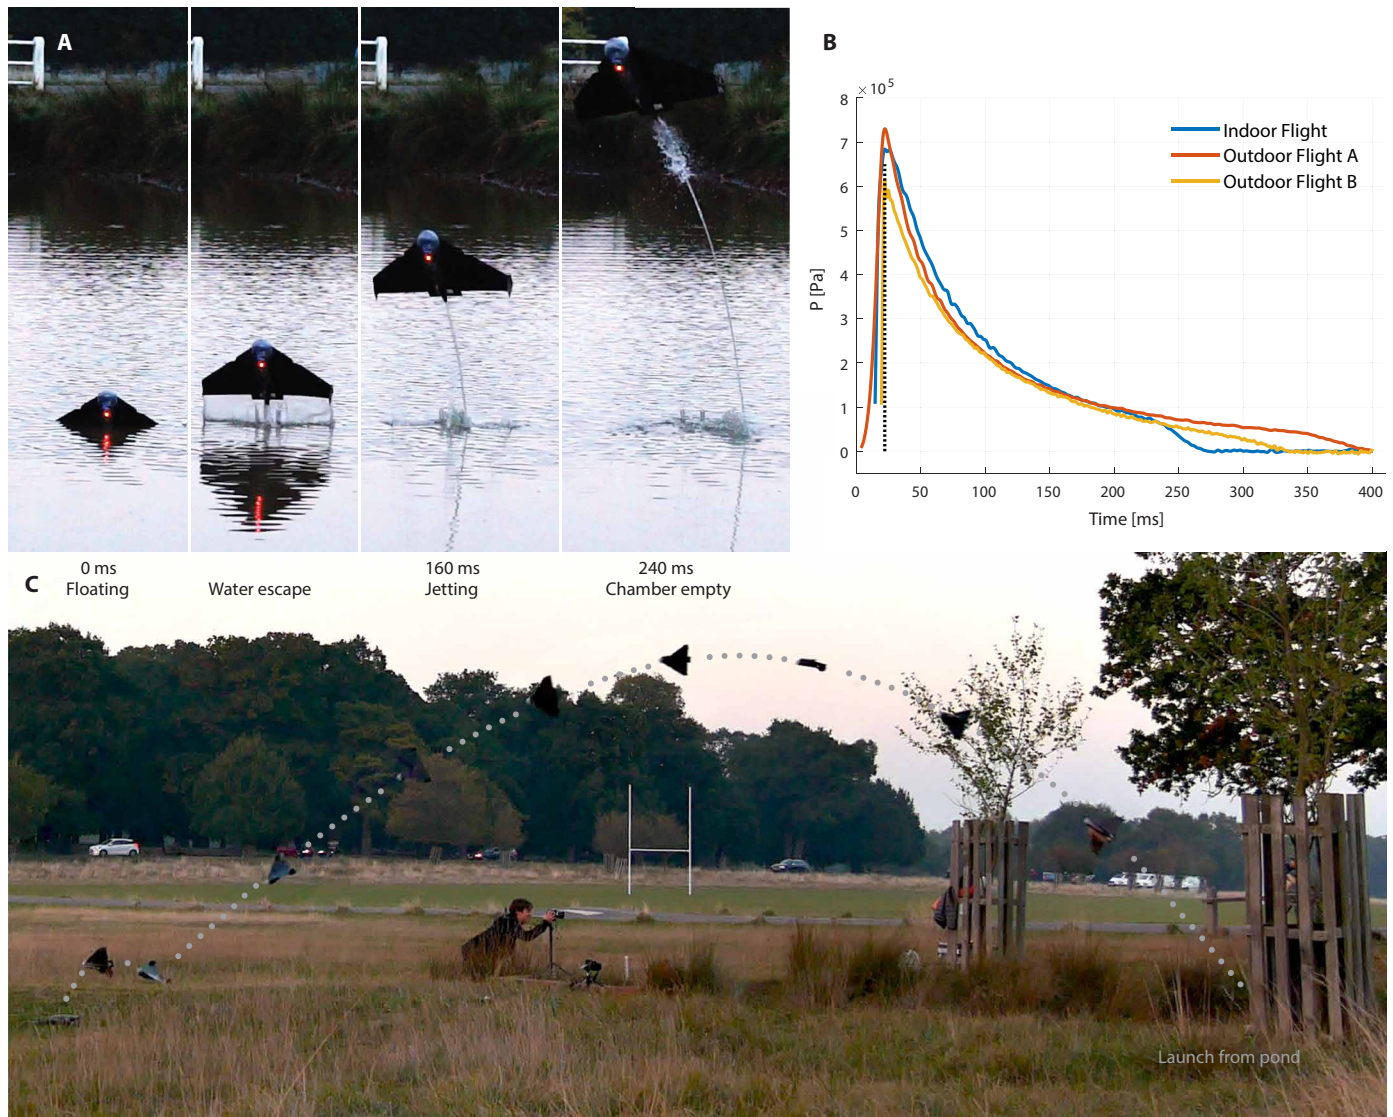 A
0 ms
Floating
Water escape
160 ms
Jetting
240 ms
Chamber empty
B
× 10⁵
8
7
6
5
4
3
2
1
0
P [Pa]
0 50 100 150 200 250 300 350 400
Time [ms]
Indoor Flight
Outdoor Flight A
Outdoor Flight B
C
Launch from pond